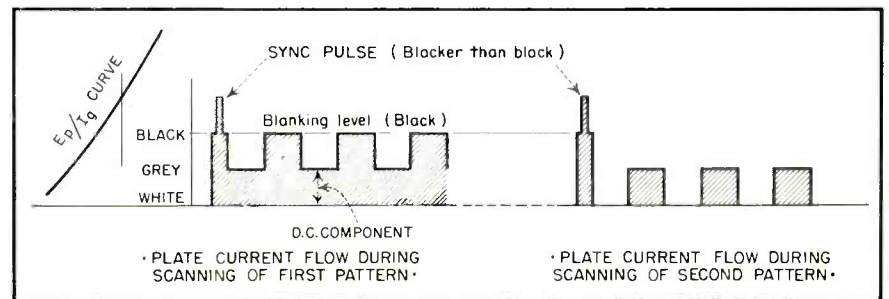 SYNC PULSE (Blacker than black)
Ep/Ig CURVE
Blanking level (Black)
BLACK
GREY
WHITE
D.C. COMPONENT
· PLATE CURRENT FLOW DURING
SCANNING OF FIRST PATTERN ·
· PLATE CURRENT FLOW DURING
SCANNING OF SECOND PATTERN ·